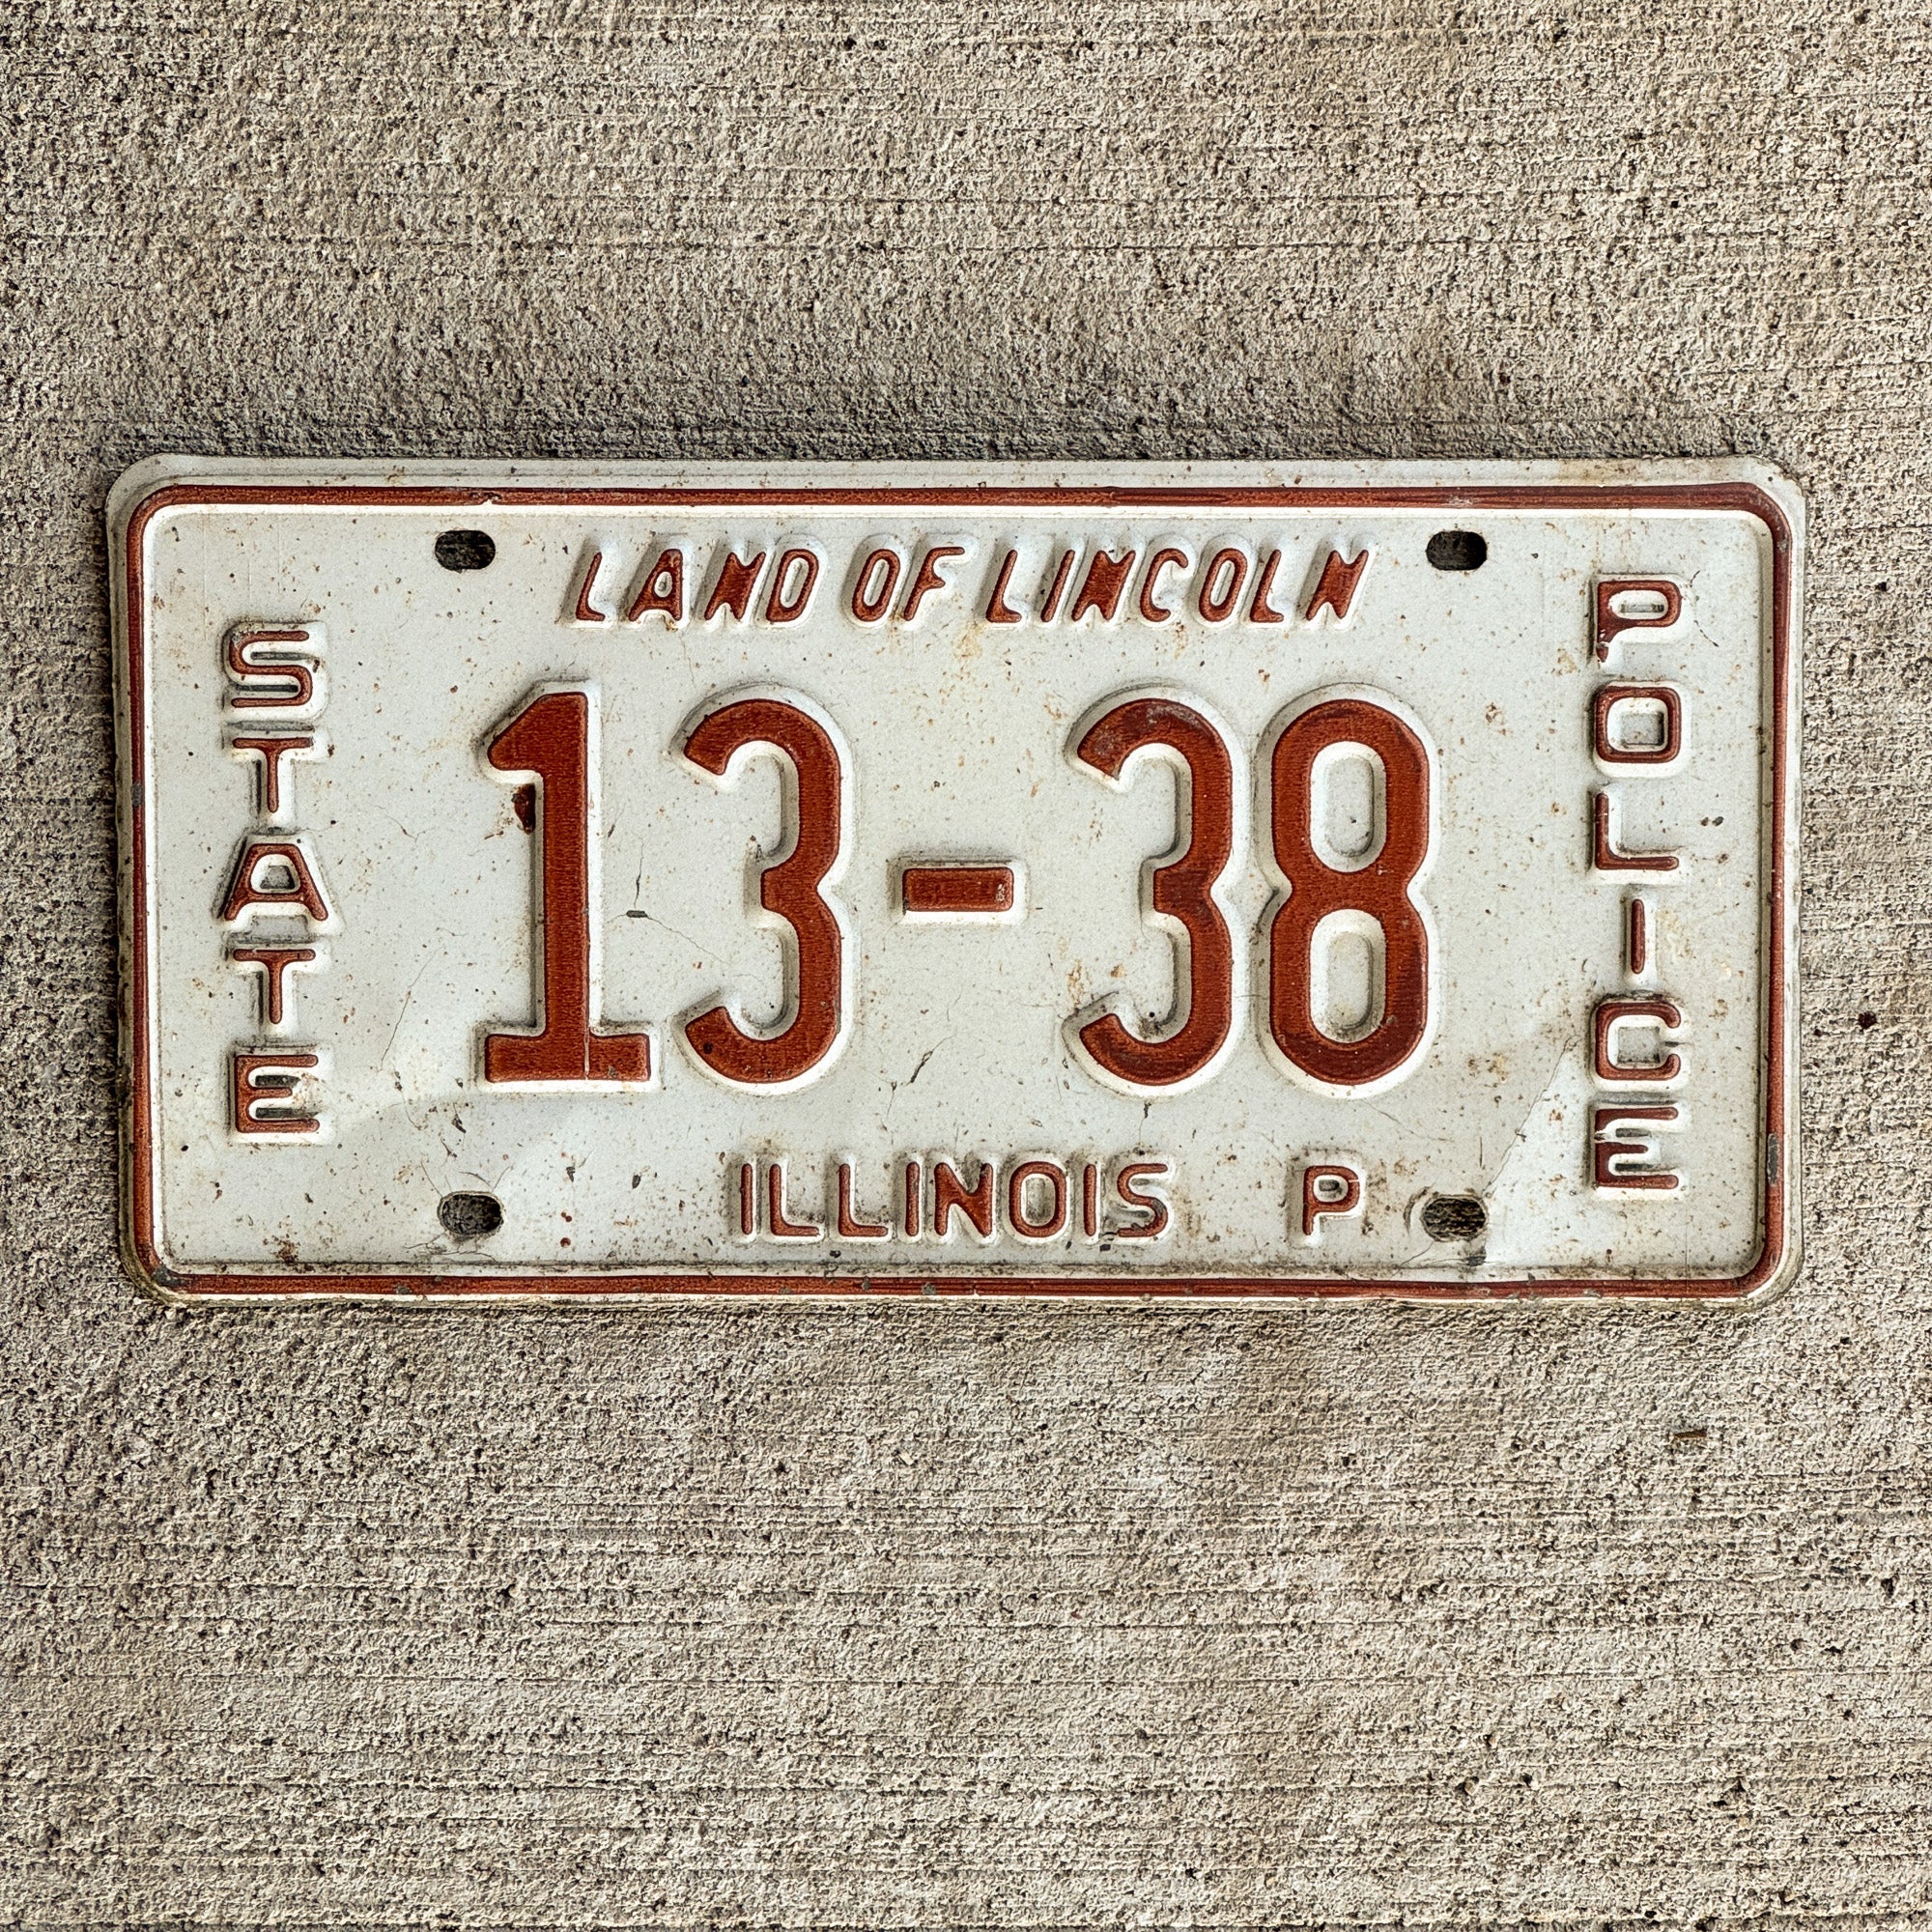 LAND OF LINCOLN
STATE
13-38
POLICE
ILLINOIS P